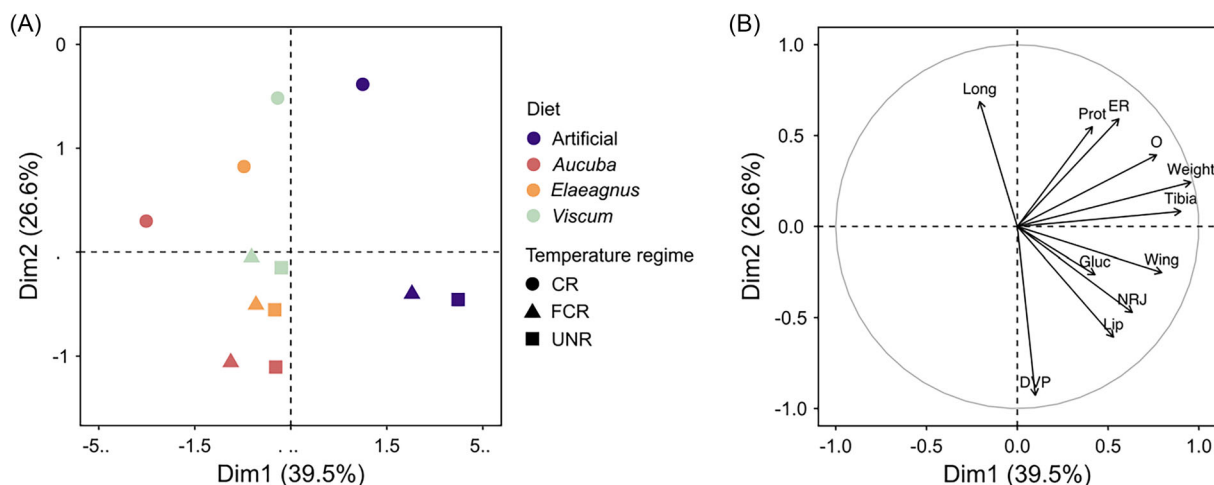 (A)
0
1
.
-1
Dim2 (26.6%)
-5..
-1.5
. ..
1.5
5..
Dim1 (39.5%)
Diet
Artificial
Aucuba
Elaeagnus
Viscum
Temperature regime
CR
FCR
UNR
(B)
1.0
0.5
0.0
-0.5
-1.0
Dim2 (26.6%)
Long
Prot
ER
O
Weight
Tibia
Gluc
Wing
NRJ
Lip
DVP
-1.0
-0.5
0.0
0.5
1.0
Dim1 (39.5%)